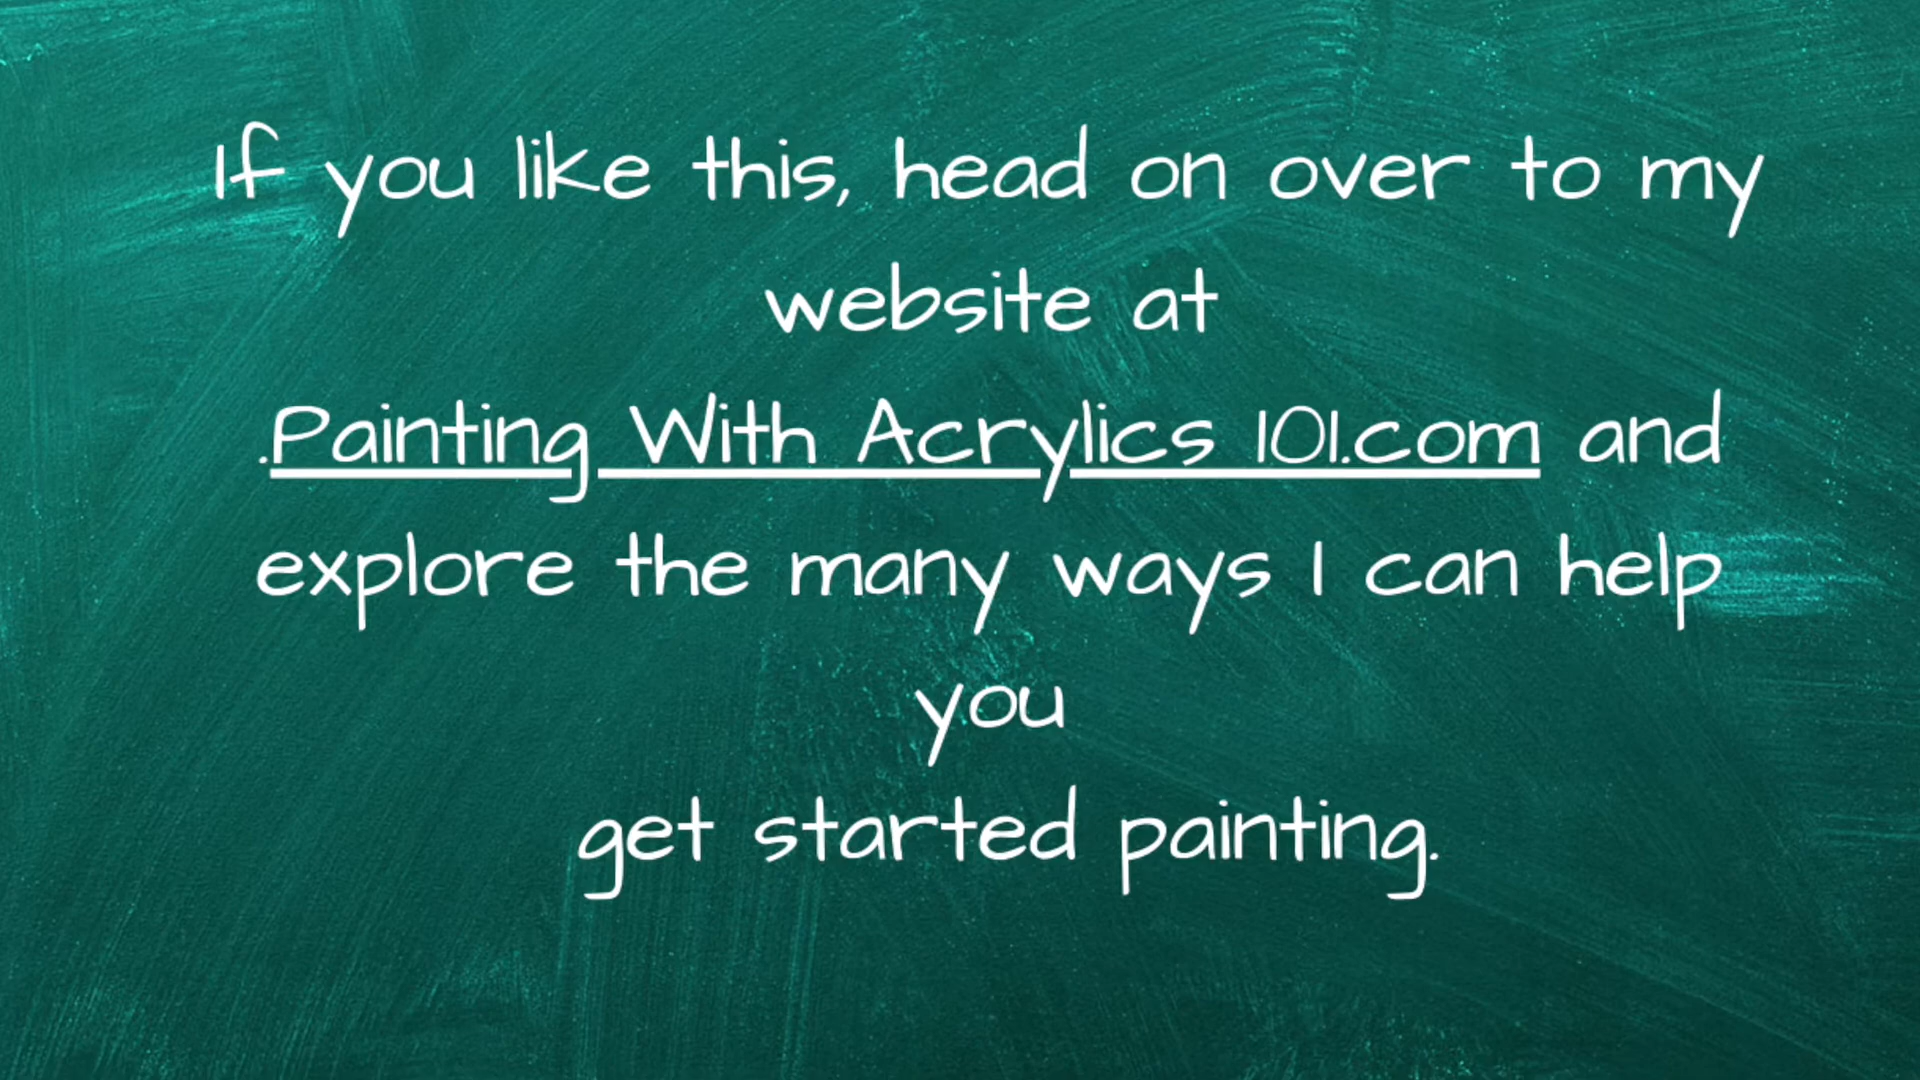 If you like this, head on over to my
website at
.Painting With Acrylics 101.com and
explore the many ways I can help
you
get started painting.